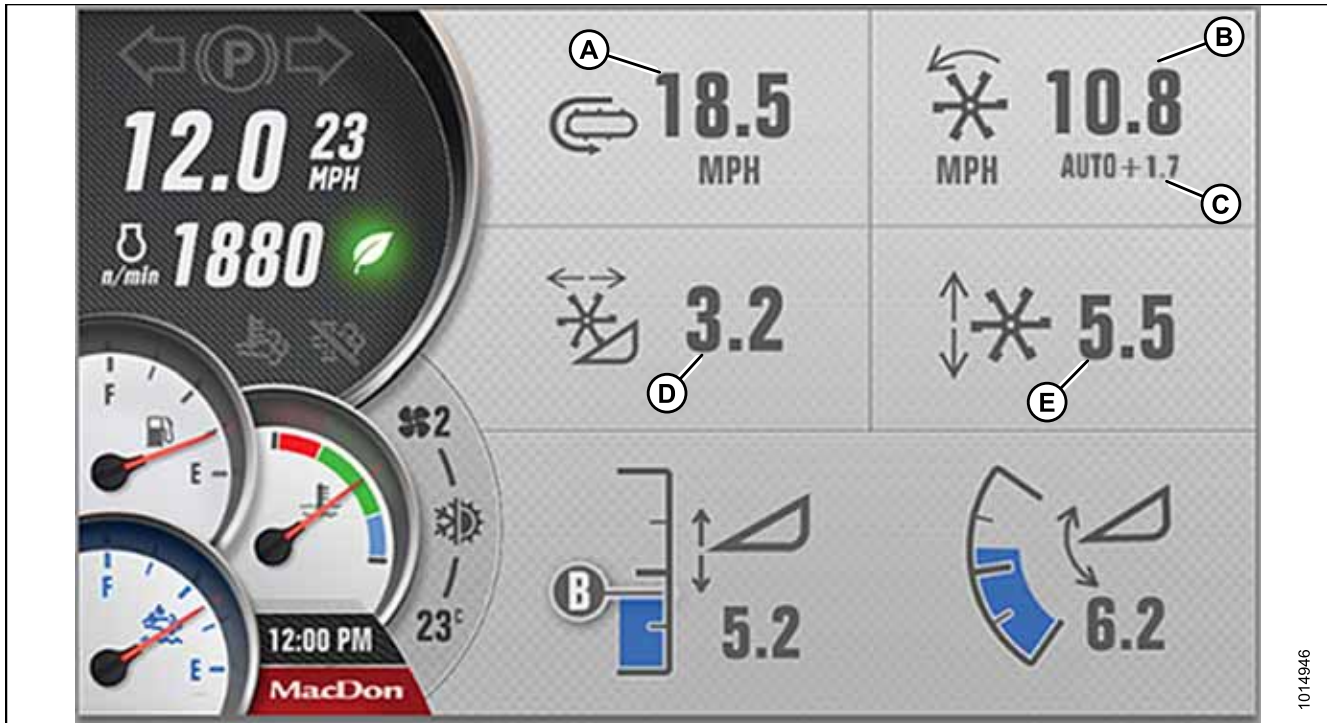 P
12.0 23
MPH
n/min 1880
A
18.5
MPH
B
10.8
MPH
AUTO +1.7
C
3.2
D
5.5
E
F
E
2
23°C
F
E
12:00 PM
MacDon
B
5.2
6.2
1014946